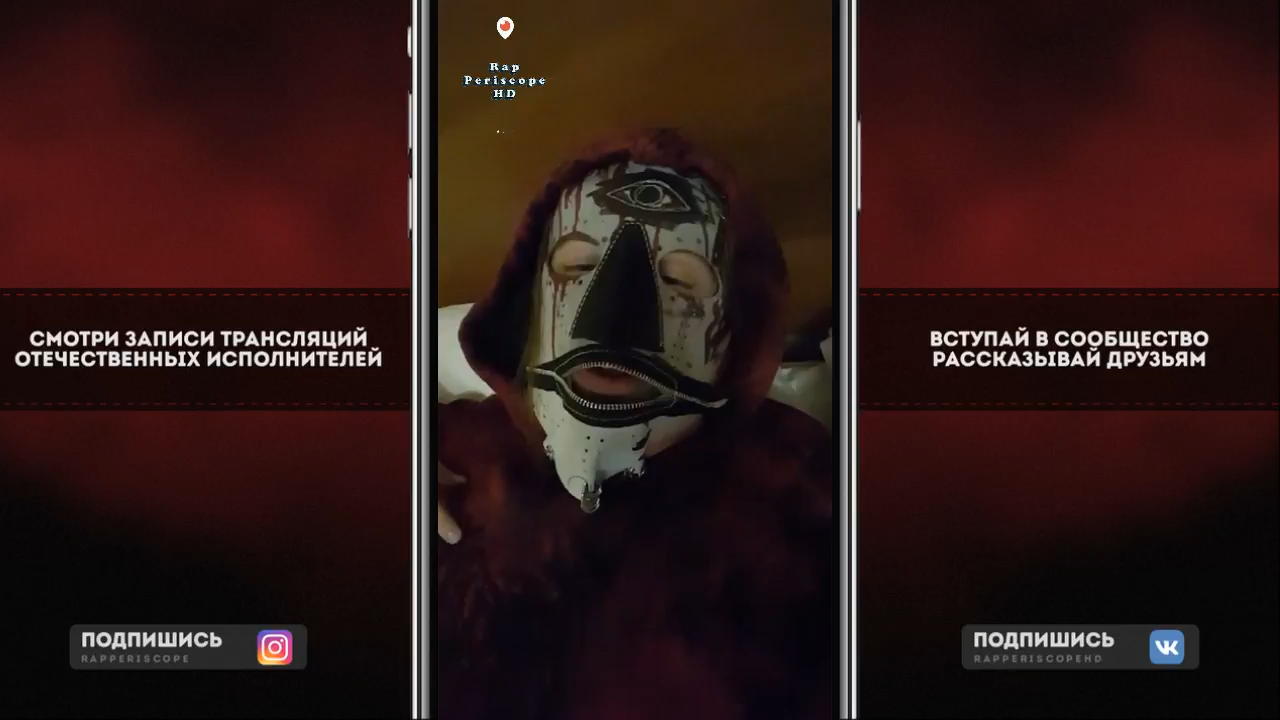 Rap
Periscope
HD
СМОТРИ ЗАПИСИ ТРАНСЛЯЦИЙ
ОТЕЧЕСТВЕННЫХ ИСПОЛНИТЕЛЕЙ
ВСТУПАЙ В СООБЩЕСТВО
РАССКАЗЫВАЙ ДРУЗЬЯМ
ПОДПИШИСЬ
RAPPERISCOPE
ПОДПИШИСЬ
RAPPERISCOPEHD